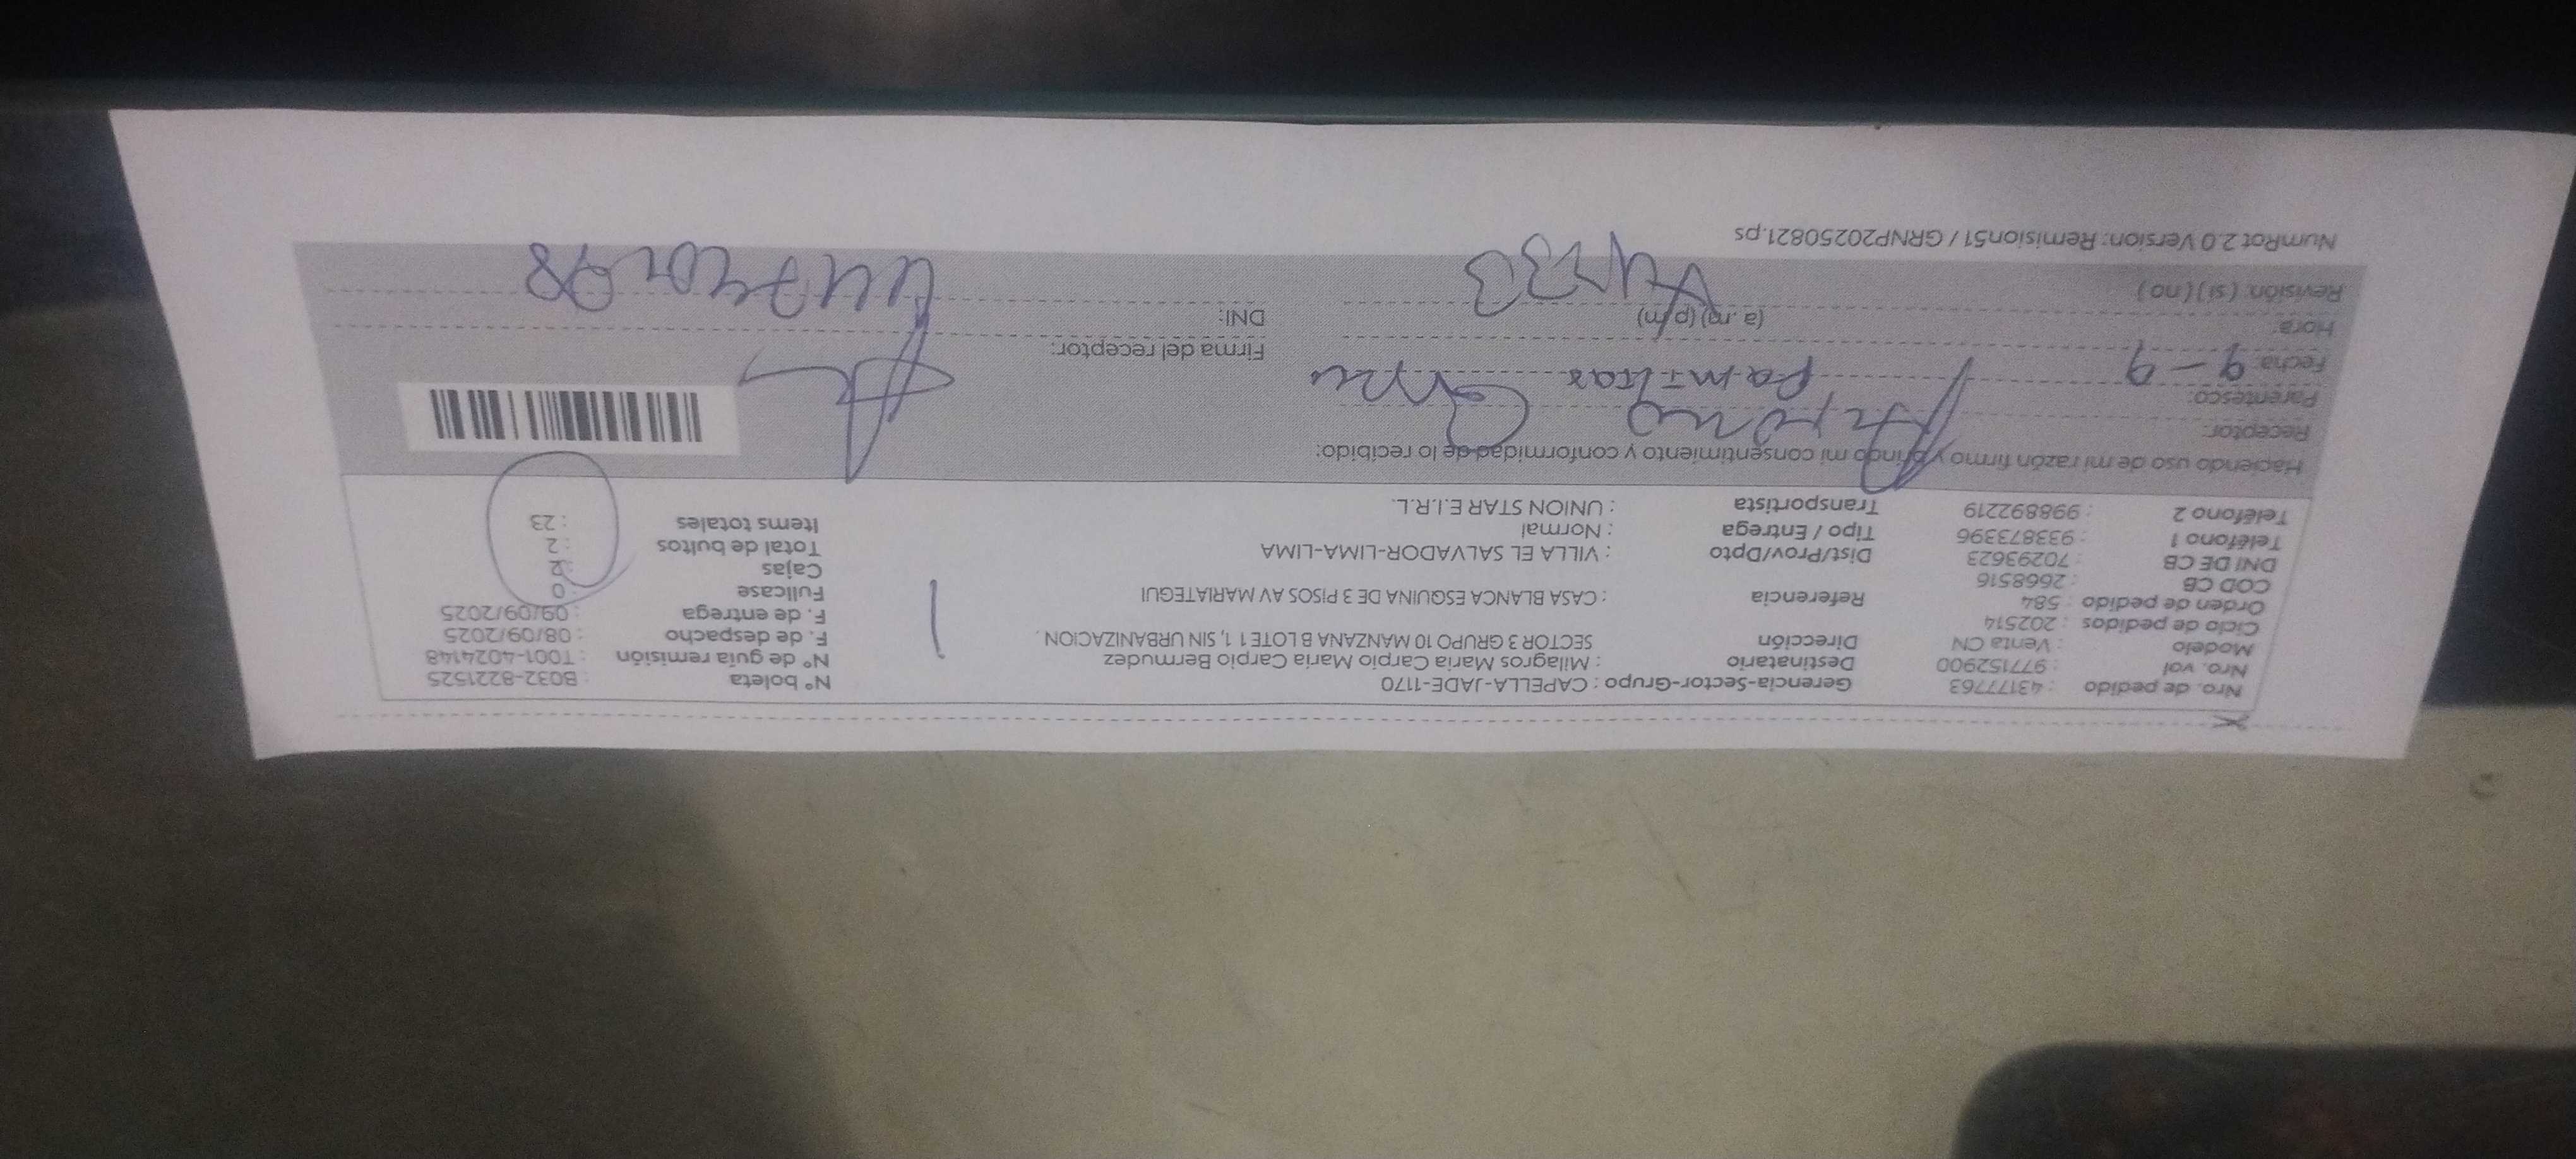 Nro. de pedido : 43177763
Nro. vol : 977152900
Modelo : Venta CN
Ciclo de pedidos : 202514
Orden de pedido : 584
COD CB : 2668516
DNI DE CB : 70293623
Teléfono 1 : 933873396
Teléfono 2 : 998892219
Gerencia-Sector-Grupo : CAPELLA-JADE-1170
Destinatario : Milagros Maria Carpio Maria Carpio Bermudez
Dirección SECTOR 3 GRUPO 10 MANZANA B LOTE 1 1, SIN URBANIZACION .
Referencia : CASA BLANCA ESQUINA DE 3 PISOS AV MARIATEGUI
Dist/Prov/Dpto : VILLA EL SALVADOR-LIMA-LIMA
Tipo / Entrega : Normal
Transportista : UNION STAR E.I.R.L.
N° boleta : B032-8221525
N° de guía remisión : T001-4024148
F. de despacho : 08/09/2025
F. de entrega : 09/09/2025
Fullcase : 0
Cajas : 2
Total de bultos : 2
Items totales : 23
Haciendo uso de mi razón firmo y brindo mi consentimiento y conformidad de lo recibido:
Receptor:
Parentesco: familiar
Fecha: 9-9
Hora: (a .m) (p.m)
Revisión: ( si ) ( no )
Firma del receptor:
DNI:
NumRot 2.0 Version: Remision51 / GRNP20250821.ps